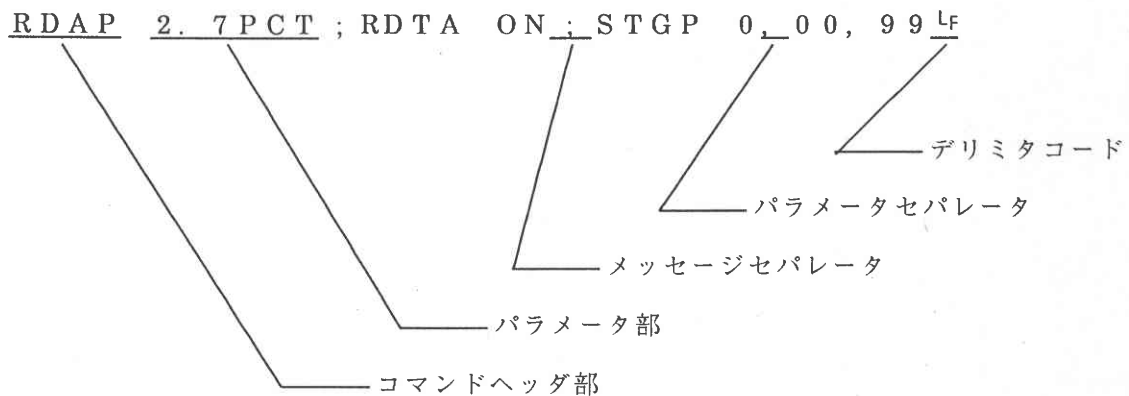 RDAP 2. 7PCT ; RDTA ON ; STGP 0, 00, 99 LF
デリミタコード
パラメータセパレータ
メッセージセパレータ
パラメータ部
コマンドヘッダ部